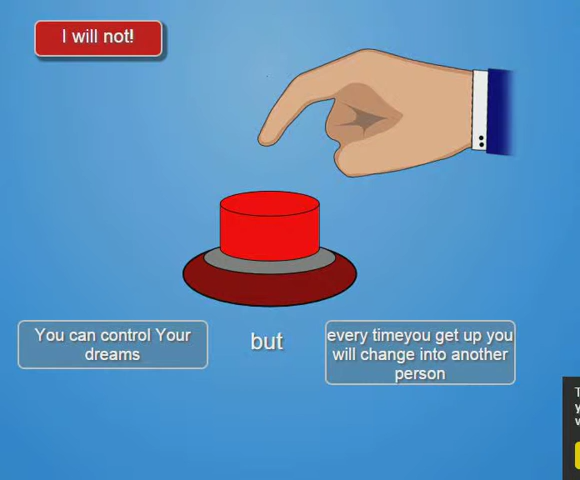 I will not!
You can control Your
dreams
but
every timeyou get up you
will change into another
person